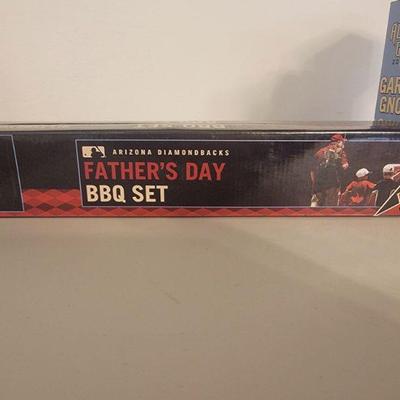 ARIZONA DIAMONDBACKS
FATHER'S DAY
BBQ SET